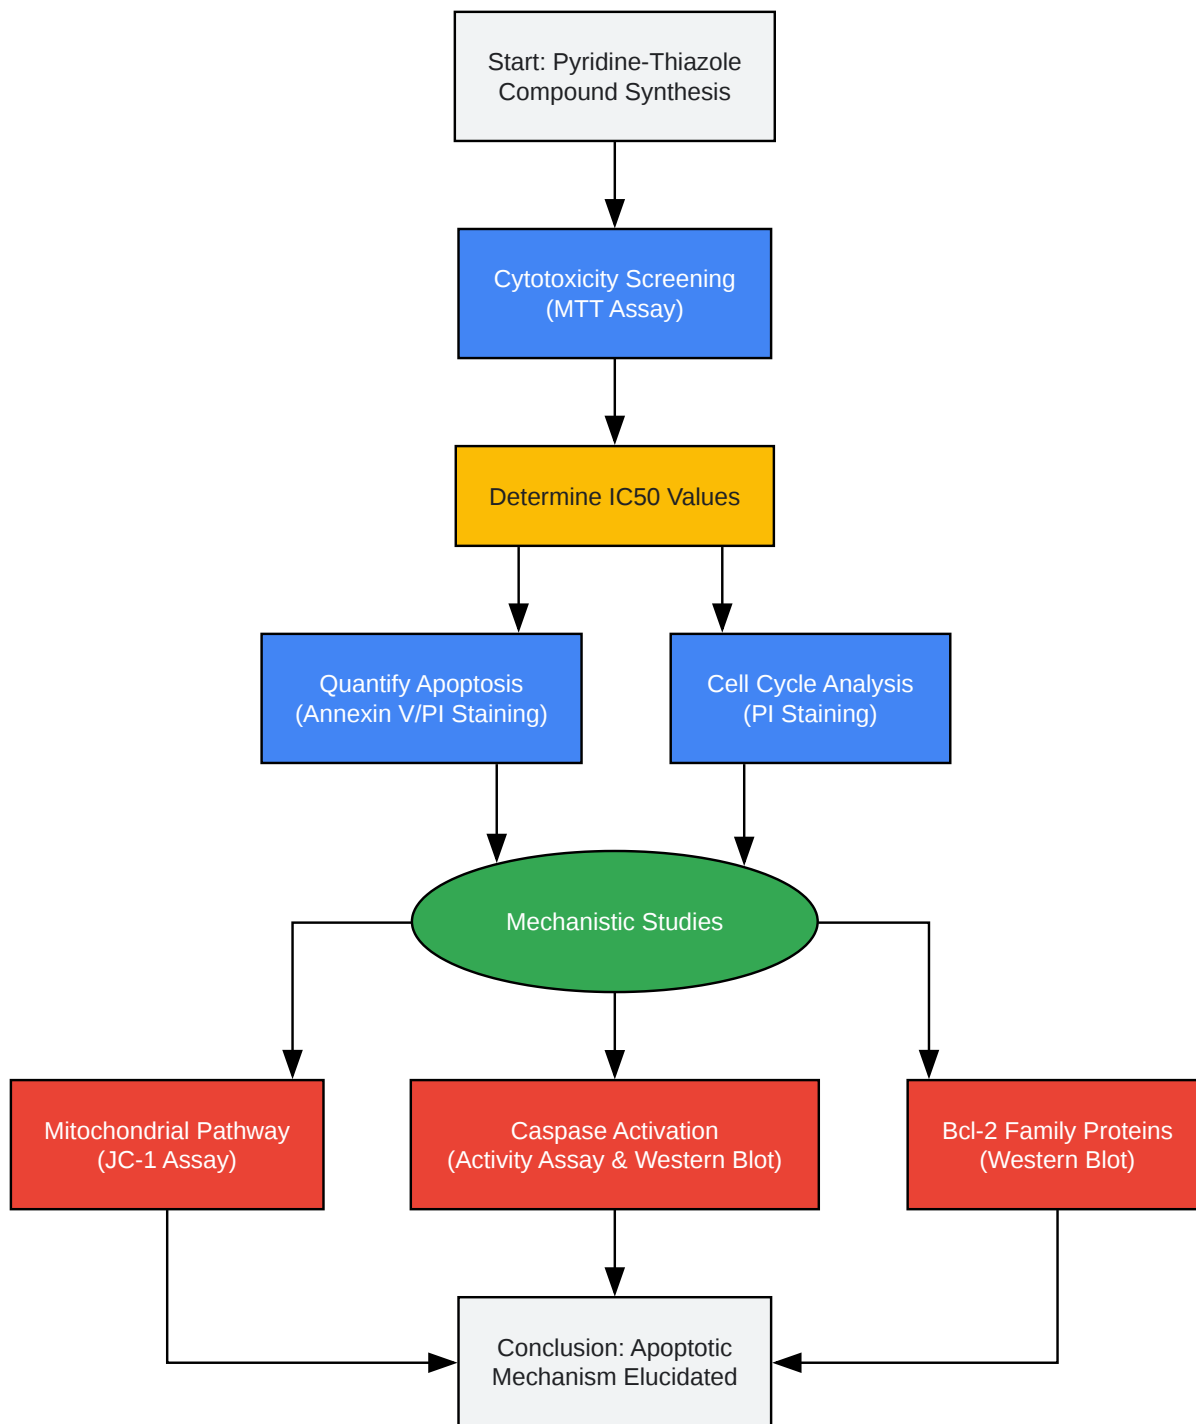 Start: Pyridine-Thiazole
Compound Synthesis
Cytotoxicity Screening
(MTT Assay)
Determine IC50 Values
Quantify Apoptosis
(Annexin V/PI Staining)
Cell Cycle Analysis
(PI Staining)
Mechanistic Studies
Mitochondrial Pathway
(JC-1 Assay)
Caspase Activation
(Activity Assay & Western Blot)
Bcl-2 Family Proteins
(Western Blot)
Conclusion: Apoptotic
Mechanism Elucidated